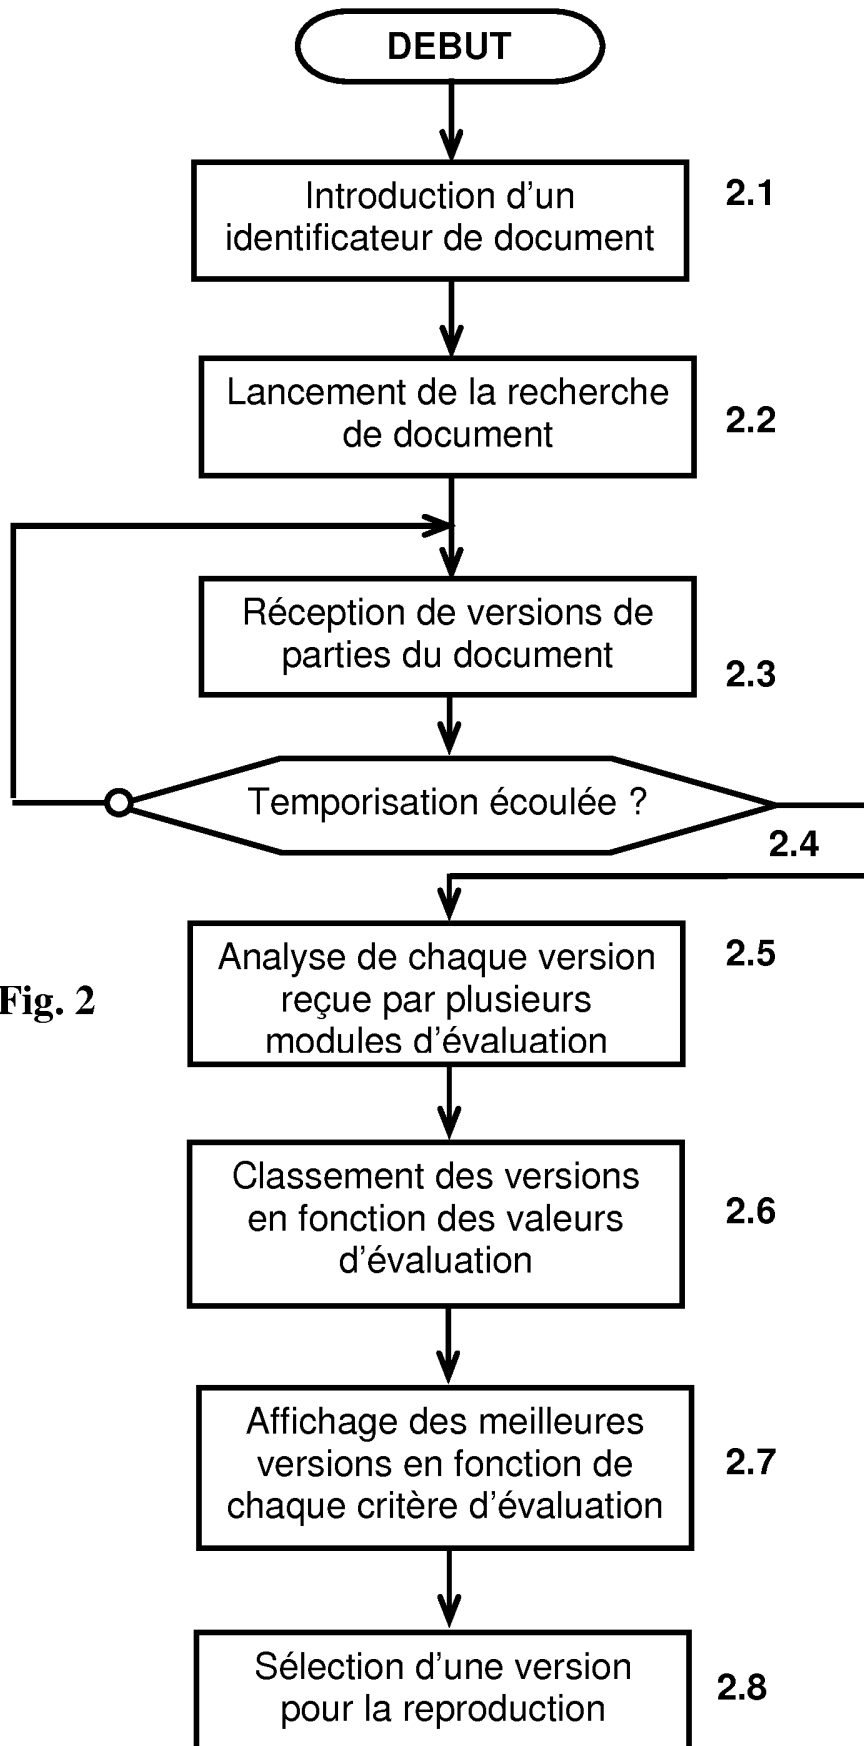 DEBUT
Introduction d'un
identificateur de document
2.1
Lancement de la recherche
de document
2.2
Réception de versions de
parties du document
2.3
Temporisation écoulée ?
2.4
Analyse de chaque version
reçue par plusieurs
modules d'évaluation
2.5
Fig. 2
Classement des versions
en fonction des valeurs
d'évaluation
2.6
Affichage des meilleures
versions en fonction de
chaque critère d'évaluation
2.7
Sélection d'une version
pour la reproduction
2.8